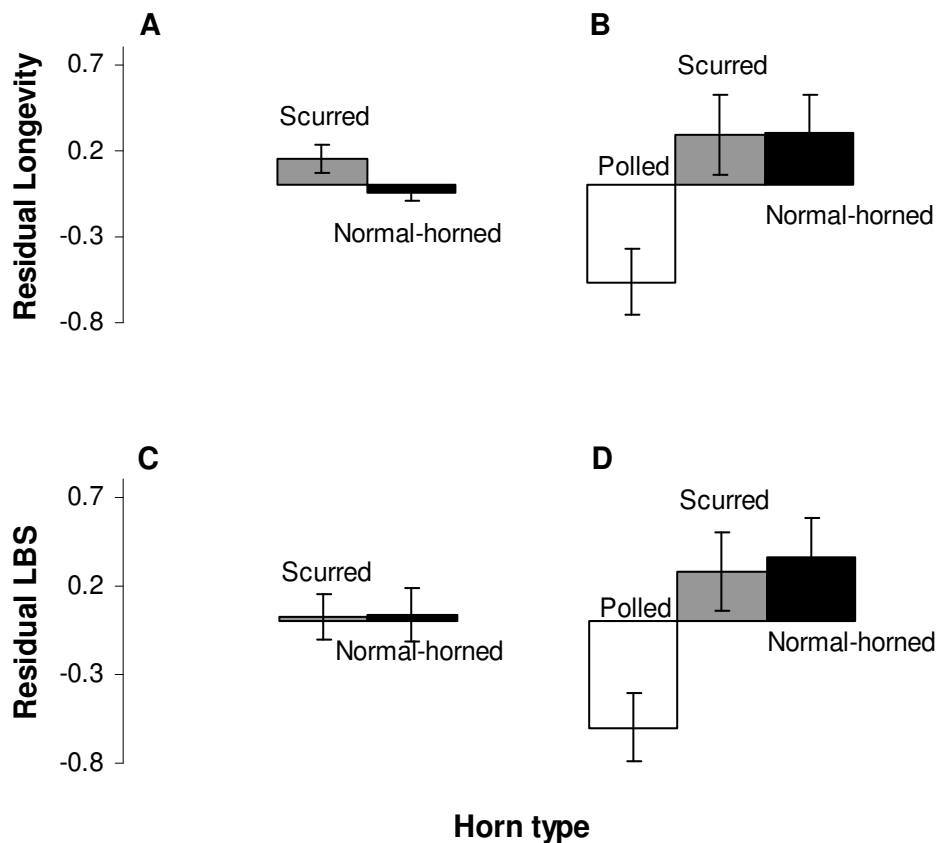 A
B
Residual Longevity
0.7
0.2
-0.3
-0.8
Scurred
Normal-horned
Scurred
Polled
Normal-horned
C
D
Residual LBS
0.7
0.2
-0.3
-0.8
Scurred
Normal-horned
Scurred
Polled
Normal-horned
Horn type